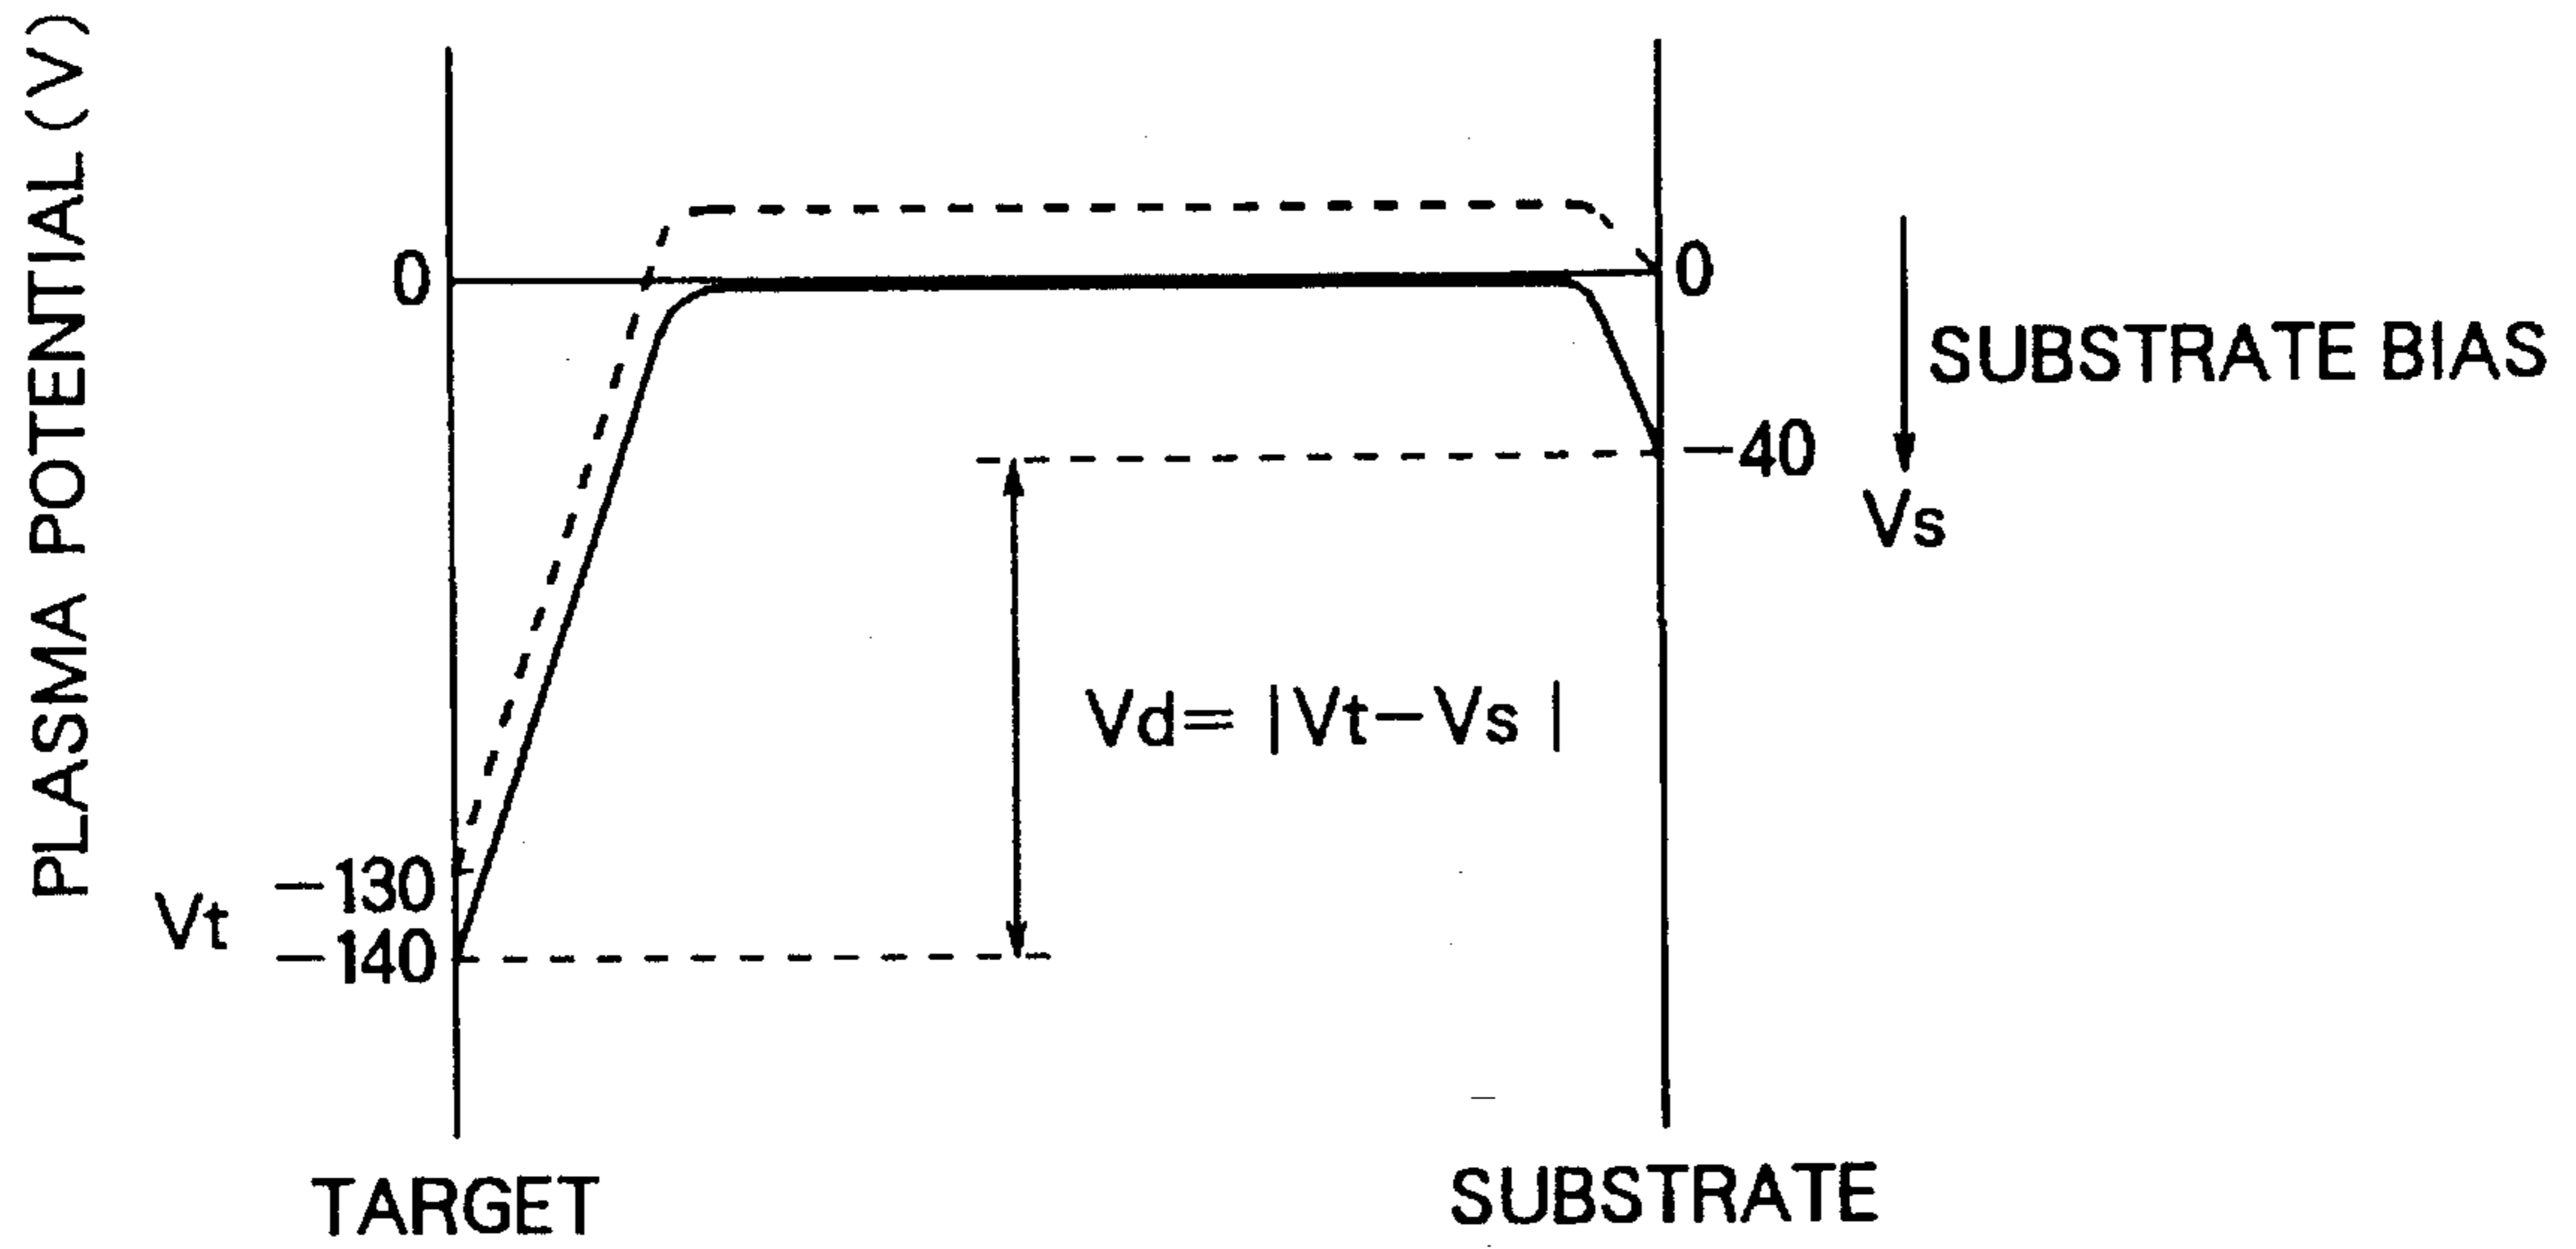 PLASMA POTENTIAL (V)
0
0
SUBSTRATE BIAS
—40
Vs
Vd= |Vt—Vs |
—130
Vt
—140
TARGET
SUBSTRATE